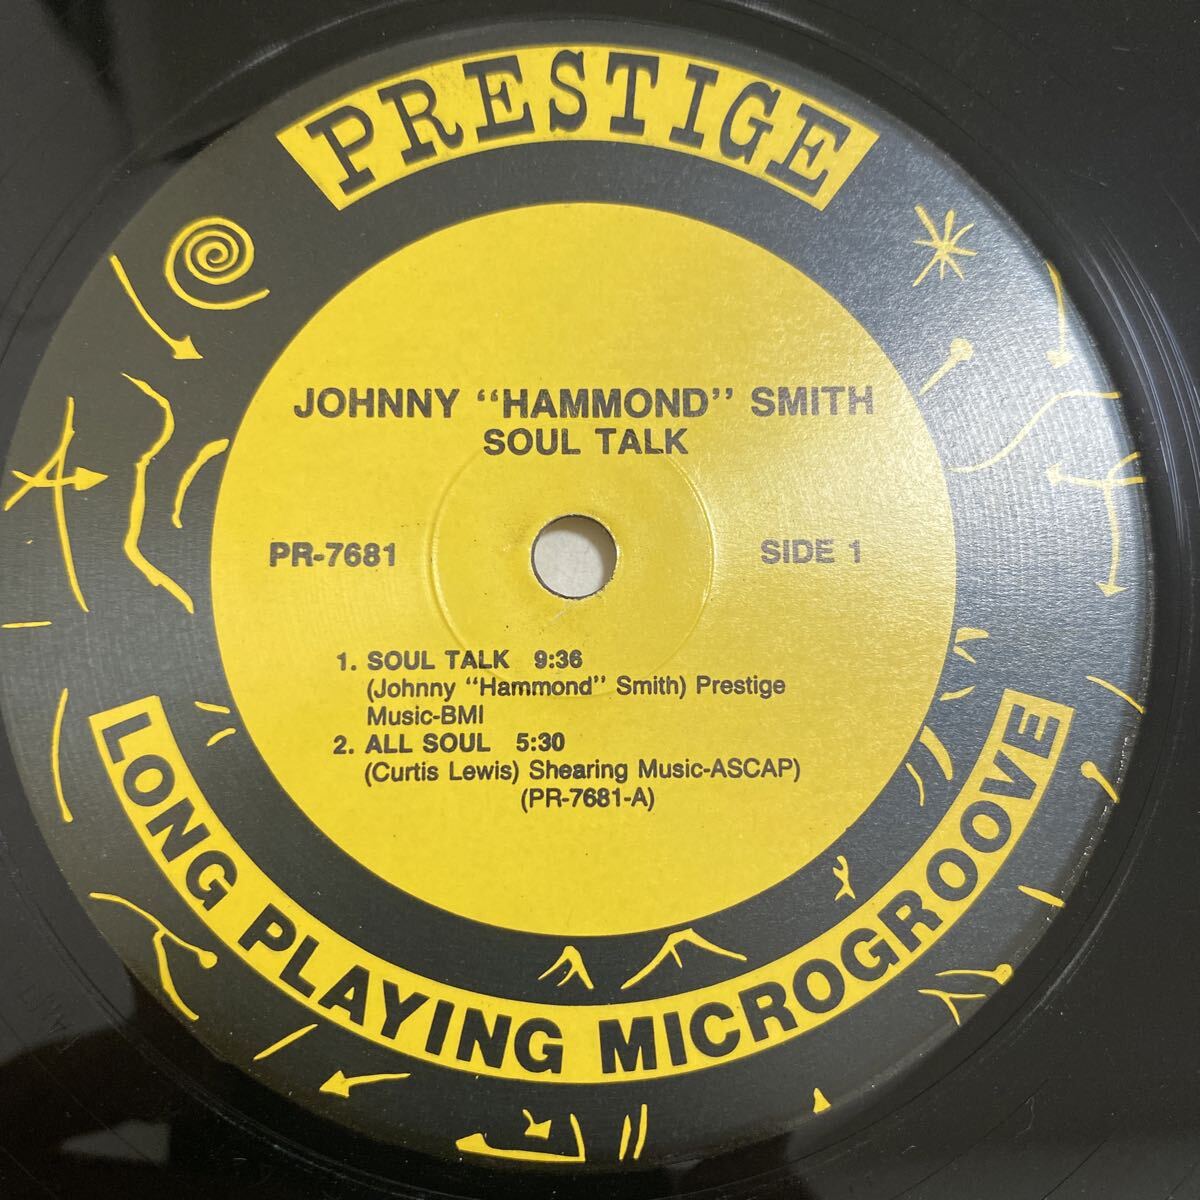 PRESTIGE
JOHNNY "HAMMOND" SMITH
SOUL TALK
PR-7681
SIDE 1
1. SOUL TALK 9:36
(Johnny "Hammond" Smith) Prestige
Music-BMI
2. ALL SOUL 5:30
(Curtis Lewis) Shearing Music-ASCAP)
(PR-7681-A)
LONG PLAYING MICROGROOVE